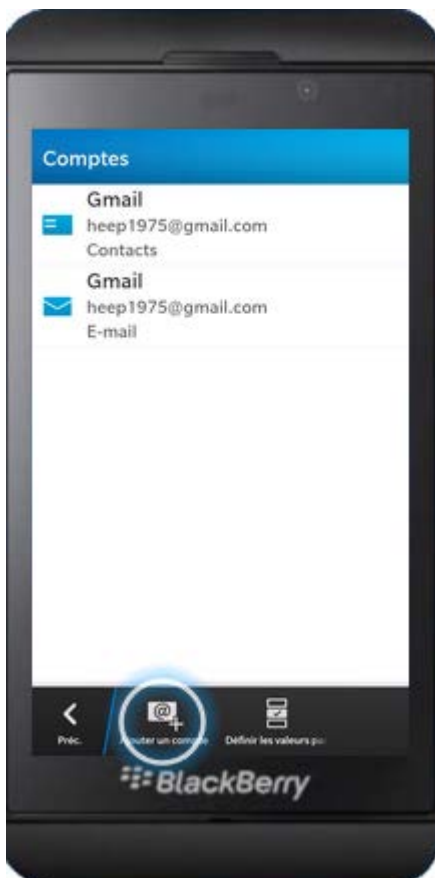 Comptes
Gmail
heep1975@gmail.com
Contacts
Gmail
heep1975@gmail.com
E-mail
Préc.
Ajouter un compte
Définir les valeurs pa
BlackBerry